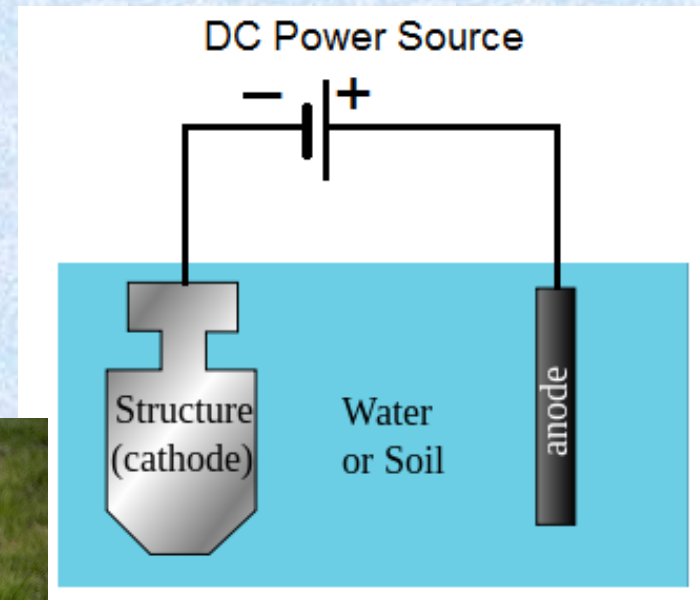 DC Power Source
− +
Structure
(cathode)
Water
or Soil
anode